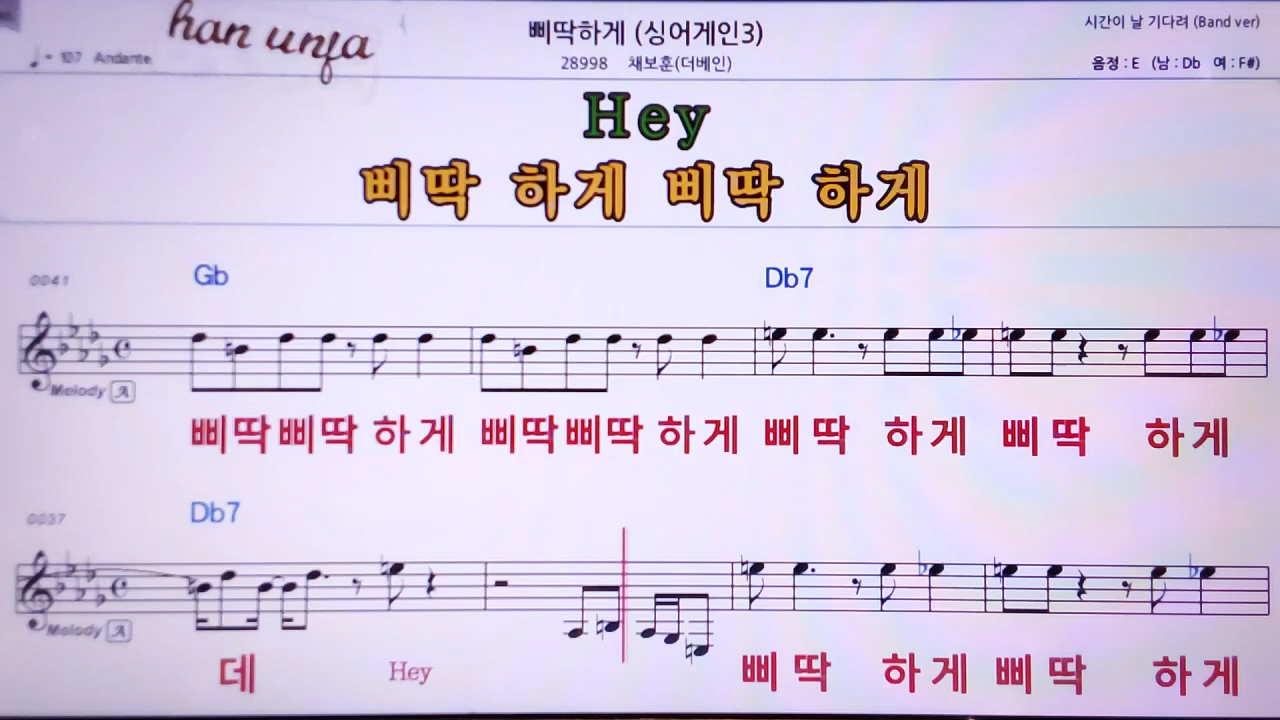 han unja
삐딱하게 (싱어게인3)
시간이 날 기다려 (Band ver)
♩= 107 Andante
28998 채보훈(더베인)
음정 : E (남 : Db 여 : F#)
Hey
삐딱 하게 삐딱 하게
0041
Gb Db7
Melody A
삐딱삐딱 하게 삐딱삐딱 하게 삐딱 하게 삐딱 하게
0037
Db7
Melody A
데 Hey 삐딱 하게 삐딱 하게